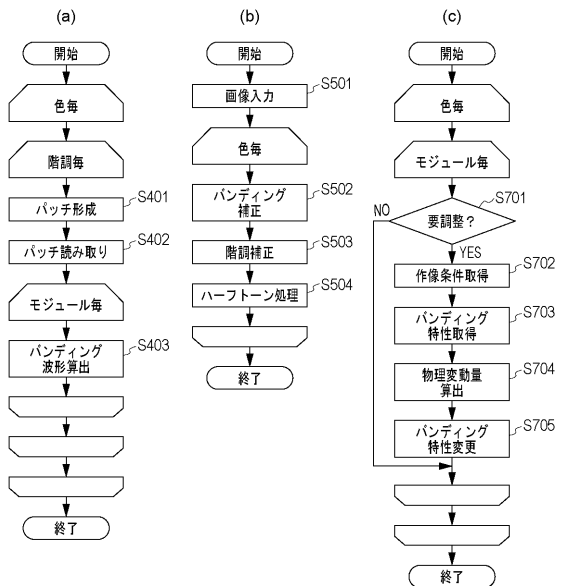 (a)
開始
色毎
階調毎
パッチ形成
S401
パッチ読み取り
S402
モジュール毎
バンディング
波形算出
S403
終了
(b)
開始
画像入力
S501
色毎
バンディング
補正
S502
階調補正
S503
ハーフトーン処理
S504
終了
(c)
開始
色毎
モジュール毎
要調整?
S701
NO
YES
作像条件取得
S702
バンディング
特性取得
S703
物理変動量
算出
S704
バンディング
特性変更
S705
終了